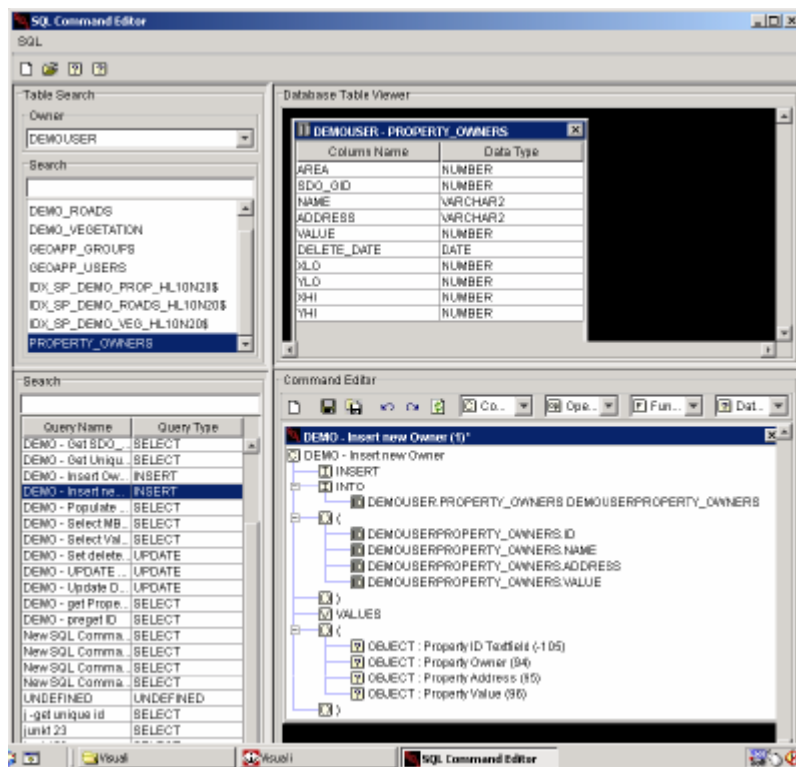 SQL Command Editor
SQL
Table Search
Owner
DEMOUSER
Search
DEMO_ROADS
DEMO_VEGETATION
GEOAPP_GROUPS
GEOAPP_USERS
IDX_SP_DEMO_PROP_HL10N21$
IDX_SP_DEMO_ROADS_HL10N20$
IDX_SP_DEMO_VEG_HL10N20$
PROPERTY_OWNERS
Database Table Viewer
DEMOUSER - PROPERTY_OWNERS
Column Name Data Type
AREA NUMBER
SDO_GID NUMBER
NAME VARCHAR2
ADDRESS VARCHAR2
VALUE NUMBER
DELETE_DATE DATE
XLO NUMBER
YLO NUMBER
XHI NUMBER
YHI NUMBER
Search
Query Name Query Type
DEMO - Get SDO_... SELECT
DEMO - Get Uniqu... SELECT
DEMO - Insert Ow... INSERT
DEMO - Insert ne... INSERT
DEMO - Populate ... SELECT
DEMO - Select MB... SELECT
DEMO - Select Val... SELECT
DEMO - Set delete... UPDATE
DEMO - UPDATE ... UPDATE
DEMO - Update D... UPDATE
DEMO - get Prope... SELECT
DEMO - preget ID SELECT
New SQL Comma... SELECT
New SQL Comma... SELECT
New SQL Comma... SELECT
New SQL Comma... SELECT
UNDEFINED UNDEFINED
j -get unique id SELECT
junk123 SELECT
Command Editor
Co... Ope... Fun... Dat...
DEMO - Insert new Owner (1)*
DEMO - Insert new Owner
INSERT
INTO
DEMOUSER.PROPERTY_OWNERS DEMOUSERPROPERTY_OWNERS
(
DEMOUSERPROPERTY_OWNERS.ID
DEMOUSERPROPERTY_OWNERS.NAME
DEMOUSERPROPERTY_OWNERS.ADDRESS
DEMOUSERPROPERTY_OWNERS.VALUE
)
VALUES
(
OBJECT : Property ID Textfield (-105)
OBJECT : Property Owner (94)
OBJECT : Property Address (95)
OBJECT : Property Value (96)
)
Visuali
Visuali
SQL Command Editor